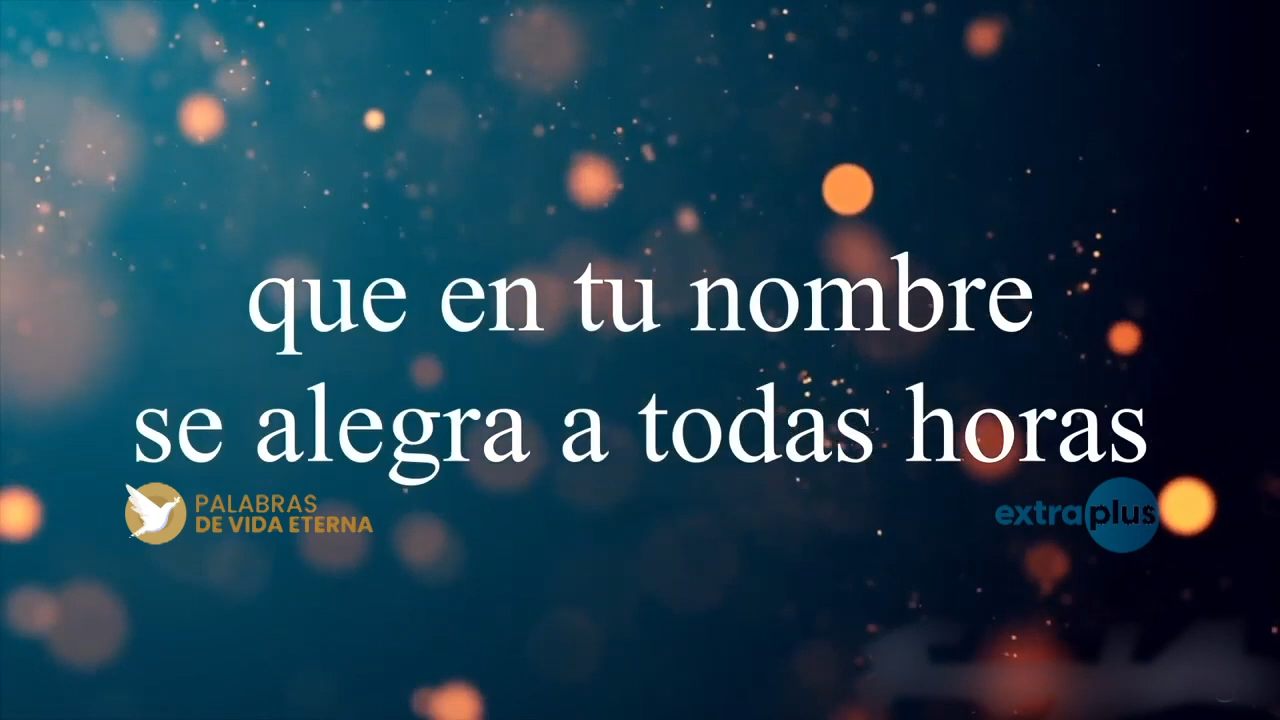 que en tu nombre
se alegra a todas horas
PALABRAS
DE VIDA ETERNA
extraplus